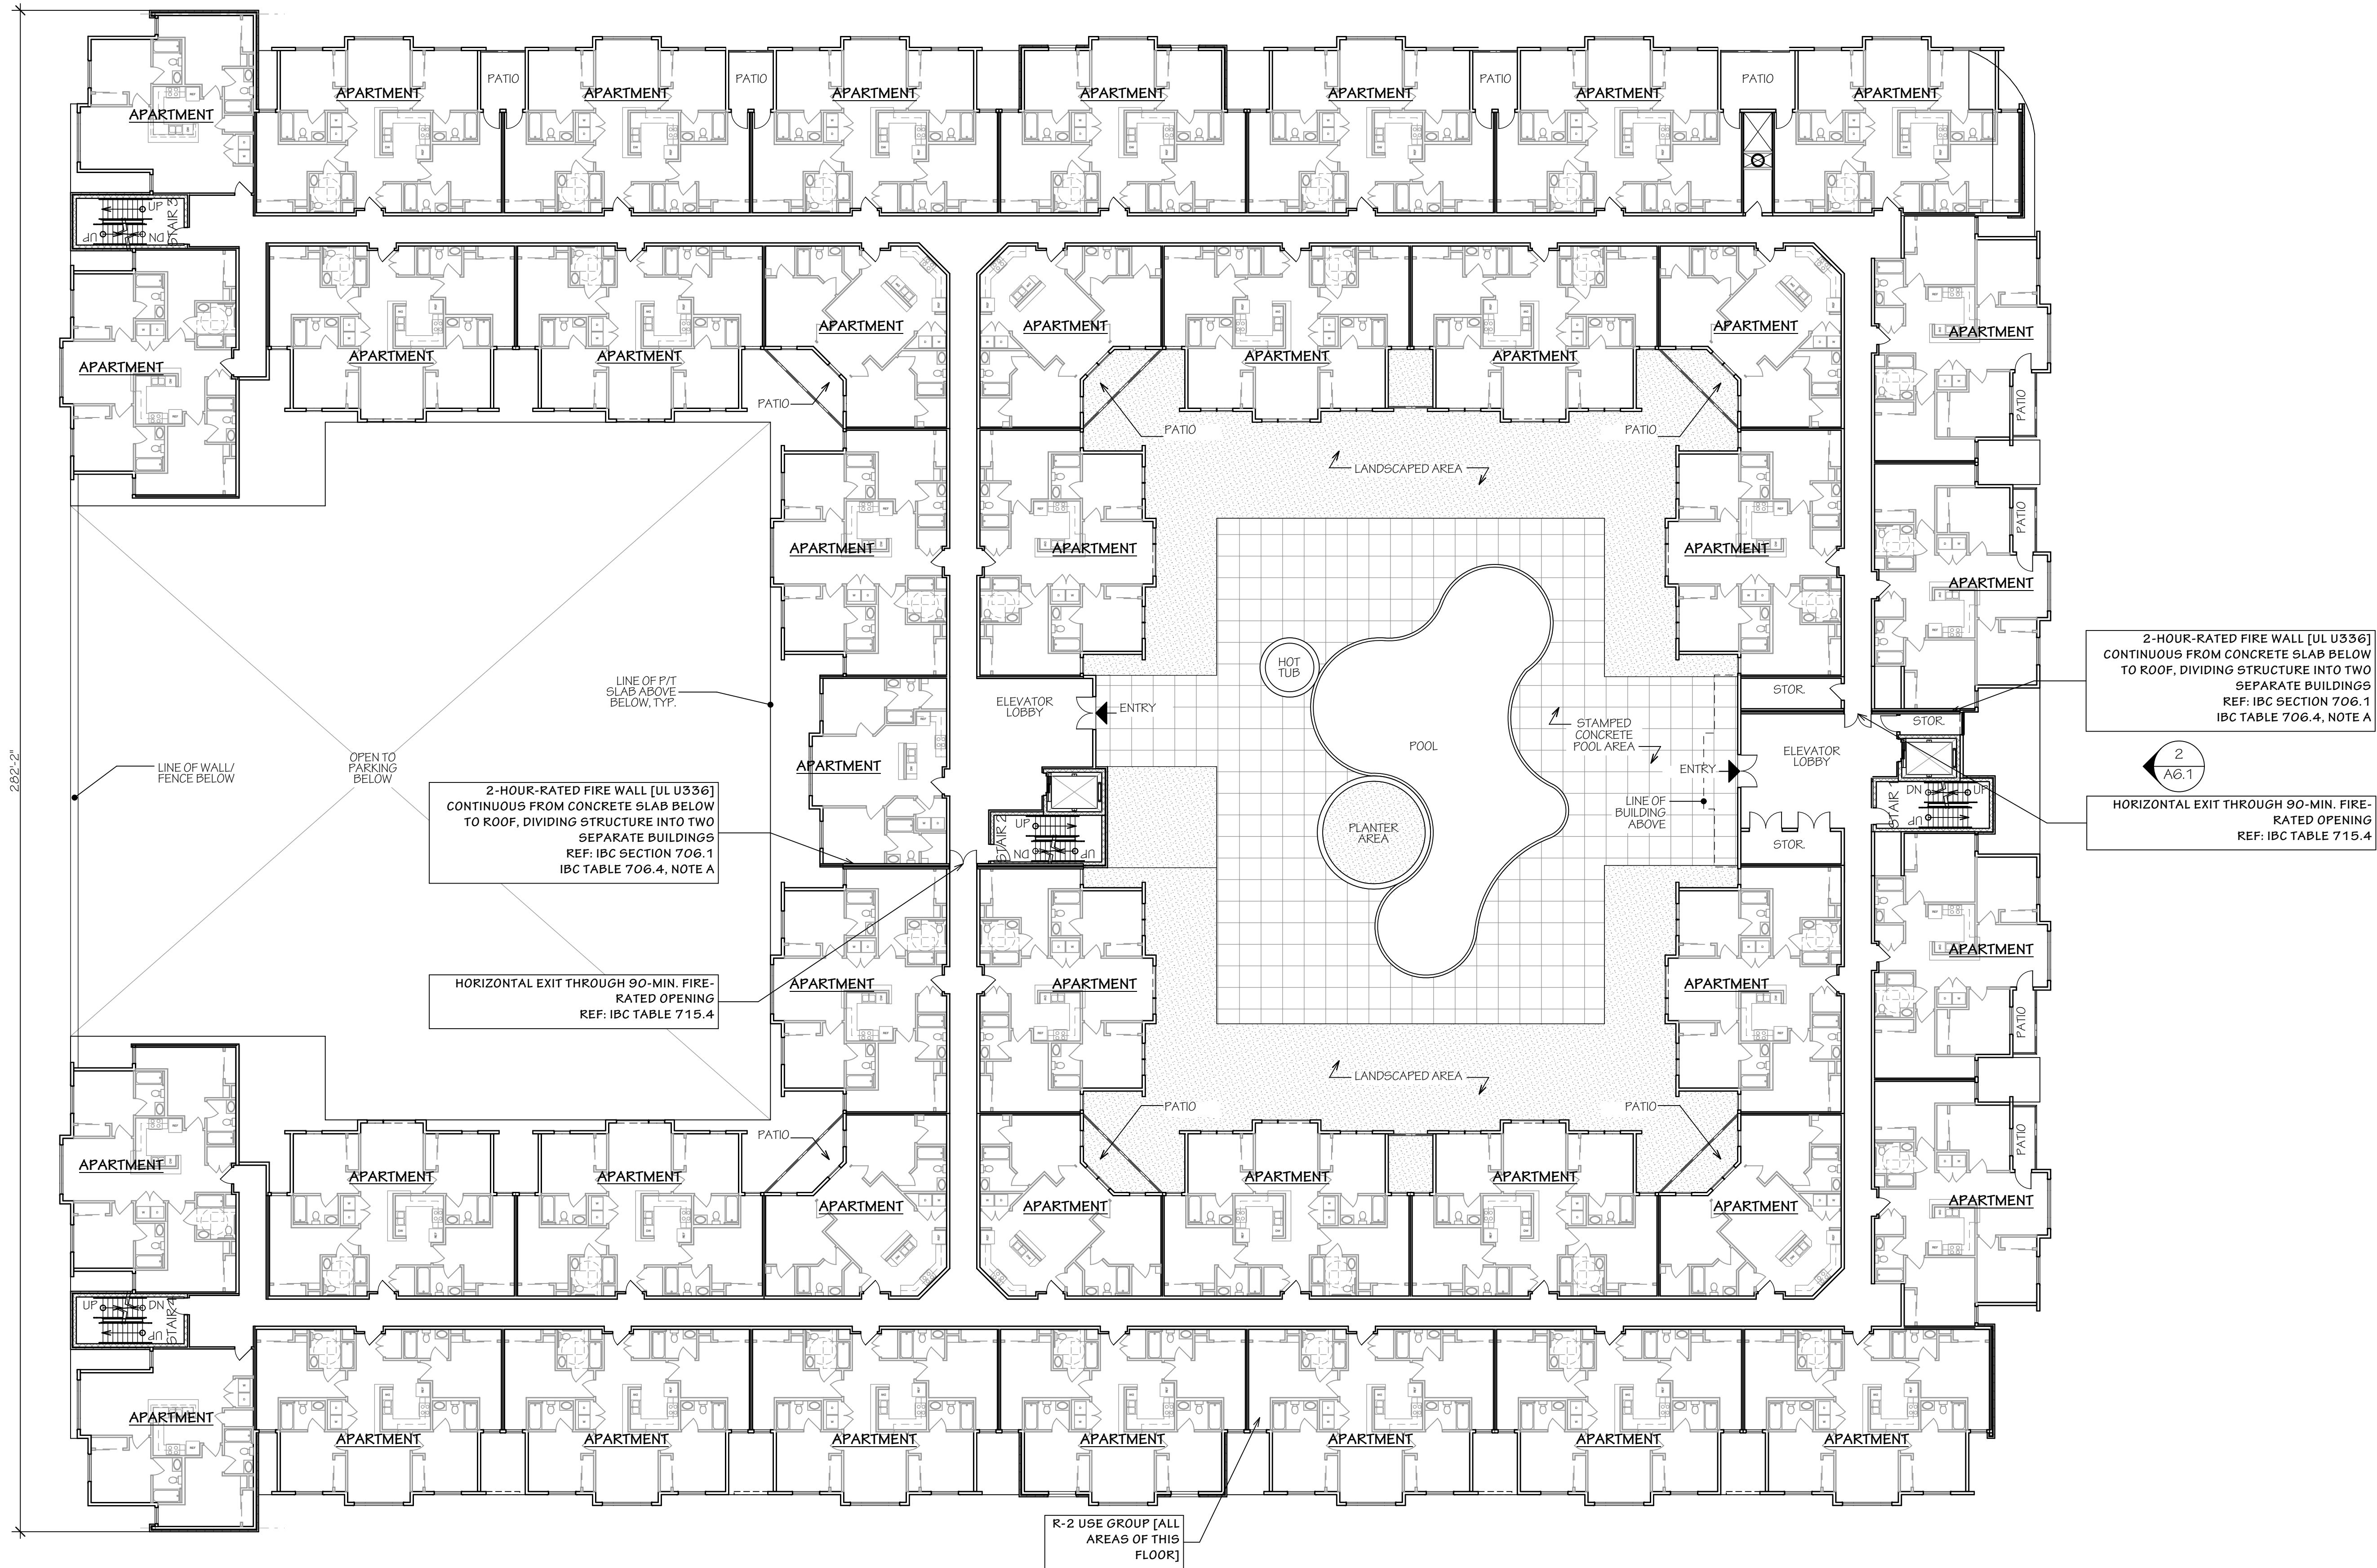 PATIO
PATIO
PATIO
PATIO
APARTMENT
APARTMENT
APARTMENT
APARTMENT
APARTMENT
APARTMENT
APARTMENT
APARTMENT
UP
UP
DN
STAIR 3
APARTMENT
APARTMENT
APARTMENT
APARTMENT
APARTMENT
APARTMENT
APARTMENT
APARTMENT
APARTMENT
APARTMENT
PATIO
PATIO
PATIO
PATIO
LANDSCAPED AREA
PATIO
APARTMENT
APARTMENT
APARTMENT
APARTMENT
HOT
TUB
LINE OF P/T
SLAB ABOVE
BELOW, TYP.
ELEVATOR
LOBBY
ENTRY
STOR.
STOR.
2-HOUR-RATED FIRE WALL [UL U336]
CONTINUOUS FROM CONCRETE SLAB BELOW
TO ROOF, DIVIDING STRUCTURE INTO TWO
SEPARATE BUILDINGS
REF: IBC SECTION 706.1
IBC TABLE 706.4, NOTE A
282'-2"
LINE OF WALL/
FENCE BELOW
OPEN TO
PARKING
BELOW
APARTMENT
POOL
STAMPED
CONCRETE
POOL AREA
ENTRY
ELEVATOR
LOBBY
2
A6.1
2-HOUR-RATED FIRE WALL [UL U336]
CONTINUOUS FROM CONCRETE SLAB BELOW
TO ROOF, DIVIDING STRUCTURE INTO TWO
SEPARATE BUILDINGS
REF: IBC SECTION 706.1
IBC TABLE 706.4, NOTE A
UP
DN
UP
STAIR 2
PLANTER
AREA
LINE OF
BUILDING
ABOVE
STOR.
DN
UP
UP
STAIR 1
HORIZONTAL EXIT THROUGH 90-MIN. FIRE-
RATED OPENING
REF: IBC TABLE 715.4
HORIZONTAL EXIT THROUGH 90-MIN. FIRE-
RATED OPENING
REF: IBC TABLE 715.4
APARTMENT
APARTMENT
APARTMENT
APARTMENT
PATIO
LANDSCAPED AREA
PATIO
PATIO
PATIO
PATIO
APARTMENT
APARTMENT
APARTMENT
APARTMENT
APARTMENT
APARTMENT
APARTMENT
APARTMENT
APARTMENT
APARTMENT
UP
DN
UP
STAIR 4
APARTMENT
APARTMENT
APARTMENT
APARTMENT
APARTMENT
APARTMENT
APARTMENT
APARTMENT
R-2 USE GROUP [ALL
AREAS OF THIS
FLOOR]